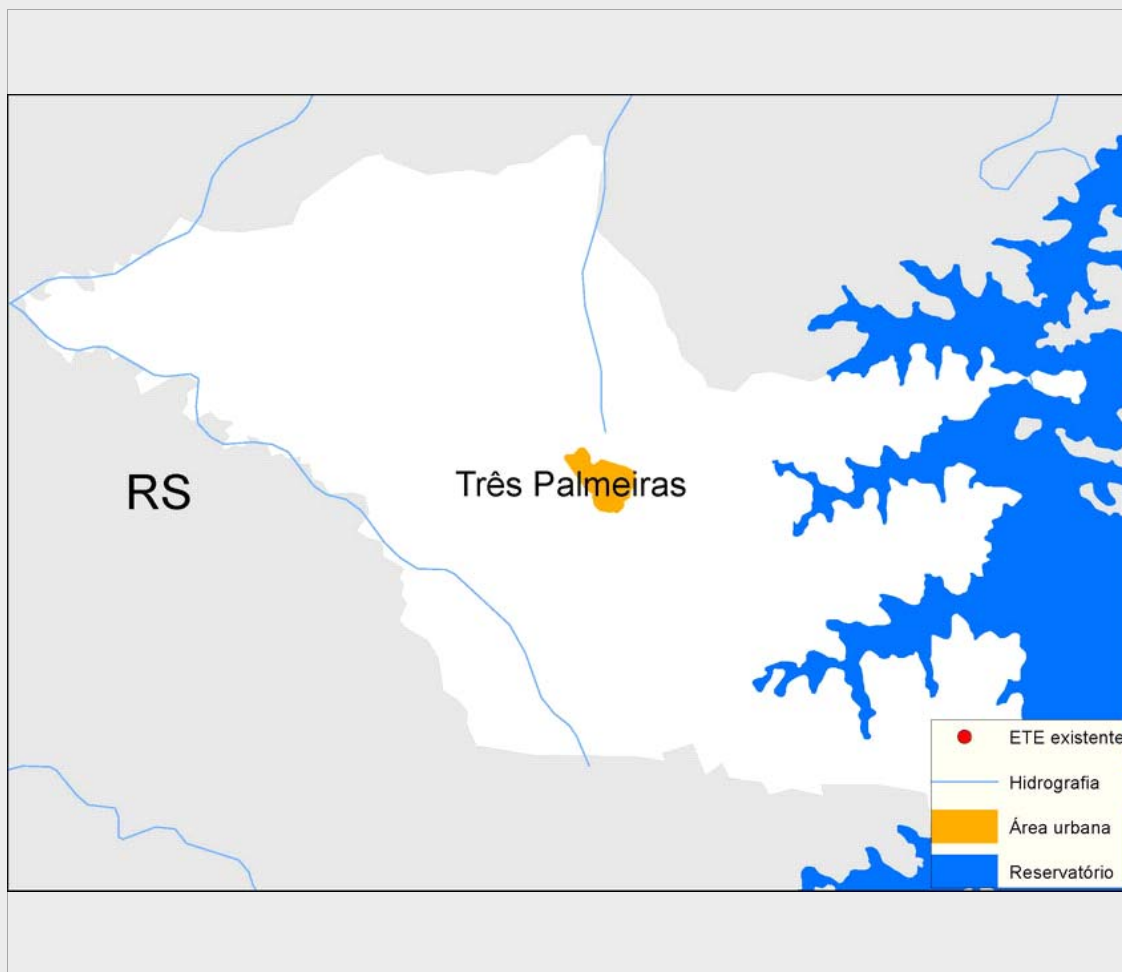 RS
Três Palmeiras
ETE existente
Hidrografia
Área urbana
Reservatório